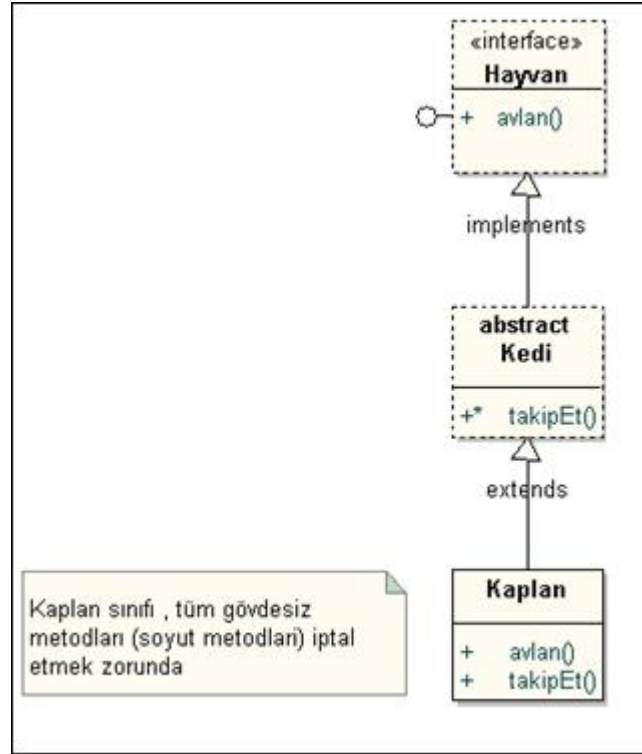 «interface»
Hayvan
+ avlan()
implements
abstract
Kedi
+* takipEt()
extends
Kaplan
+ avlan()
+ takipEt()
Kaplan sınıfı , tüm gövdesiz
metodları (soyut metodlari) iptal
etmek zorunda